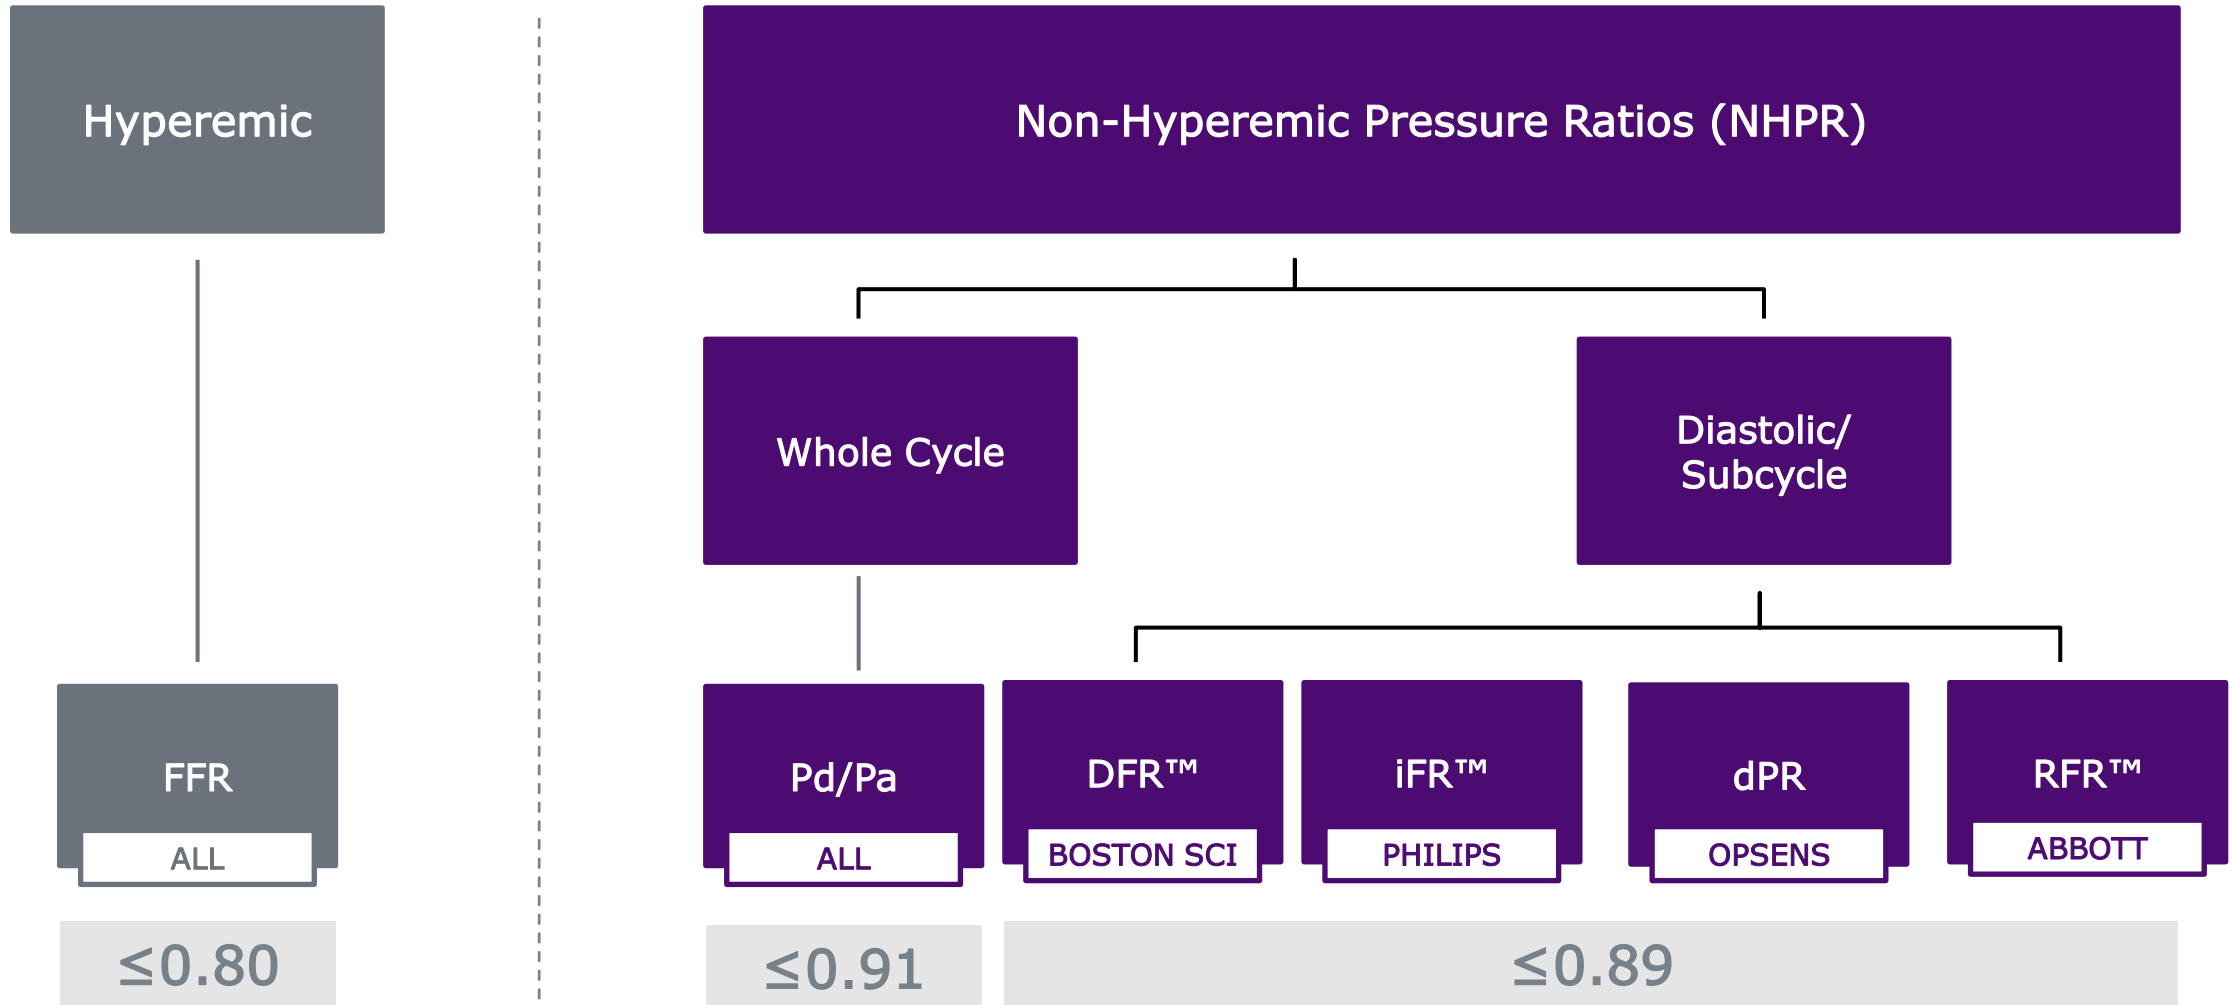 Hyperemic
Non-Hyperemic Pressure Ratios (NHPR)
Whole Cycle
Diastolic/
Subcycle
FFR
ALL
Pd/Pa
ALL
DFR™
BOSTON SCI
iFR™
PHILIPS
dPR
OPSENS
RFR™
ABBOTT
≤0.80
≤0.91
≤0.89